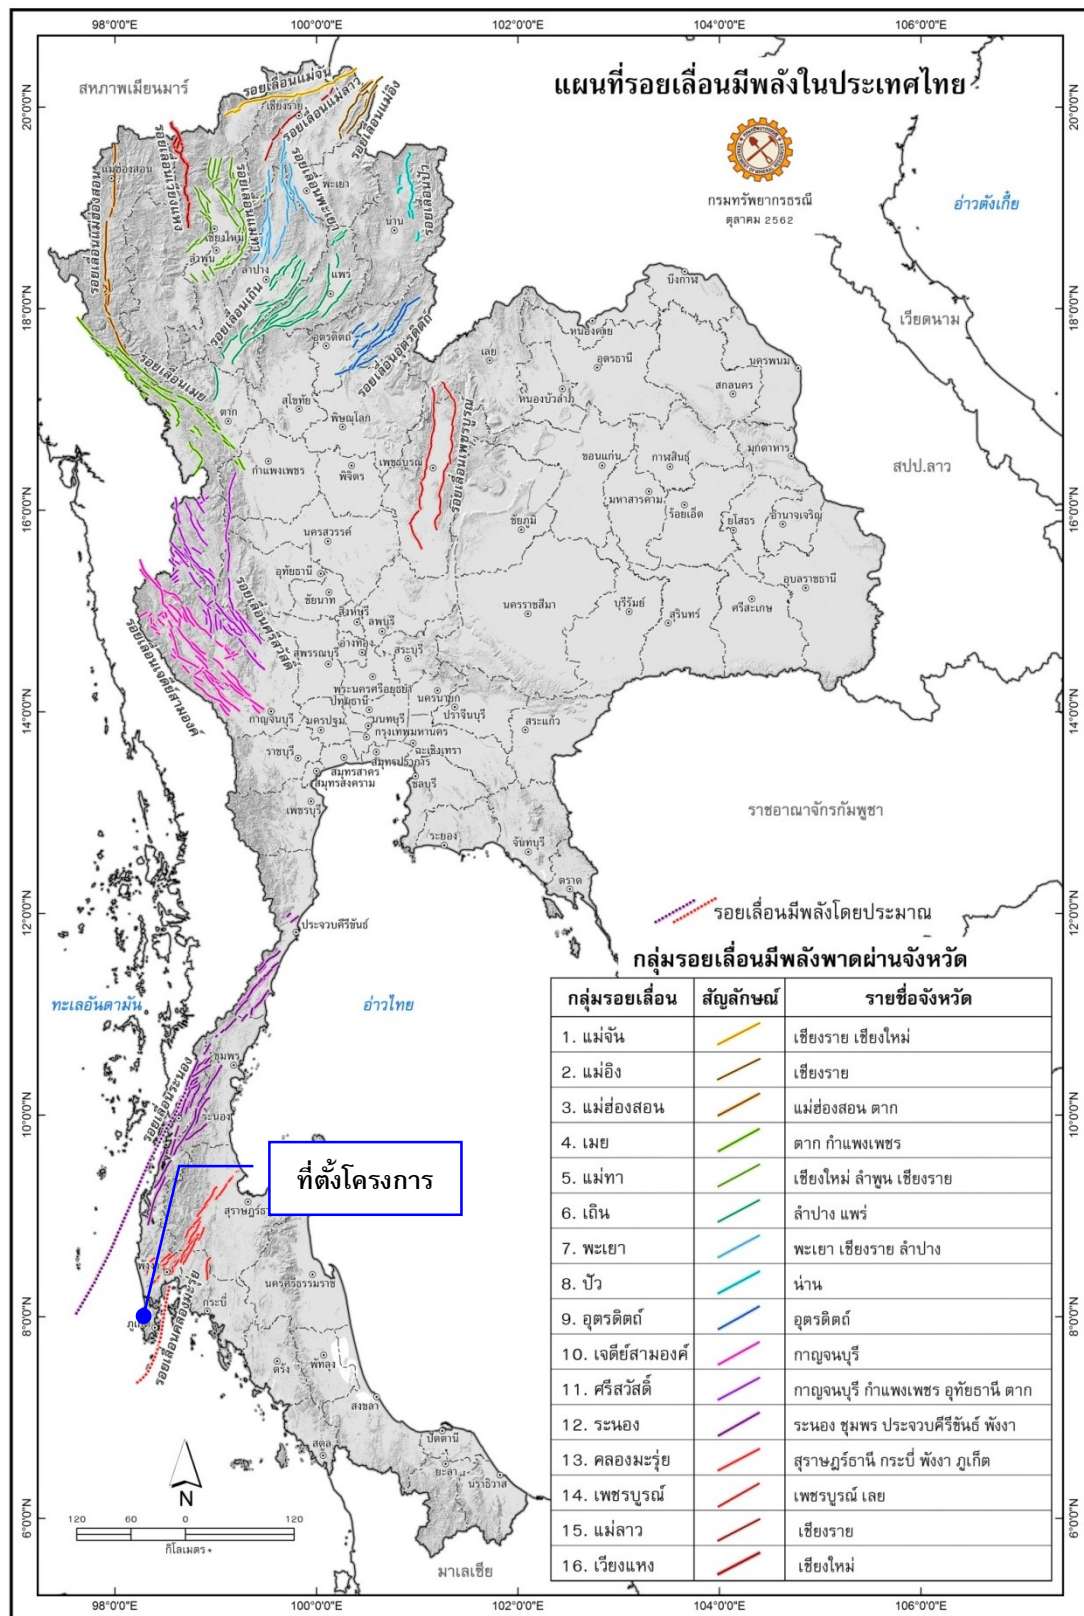 98°0'0"E 100°0'0"E 102°0'0"E 104°0'0"E 106°0'0"E
แผนที่รอยเลื่อนมีพลังในประเทศไทย
กรมทรัพยากรธรณี
ตุลาคม 2562
สหภาพเมียนมาร์
อ่าวตังเกี๋ย
เวียดนาม
สปป.ลาว
ราชอาณาจักรกัมพูชา
อ่าวไทย
ทะเลอันดามัน
มาเลเซีย
20°0'0"N
18°0'0"N
16°0'0"N
14°0'0"N
12°0'0"N
10°0'0"N
8°0'0"N
6°0'0"N
20°0'0"N
18°0'0"N
16°0'0"N
14°0'0"N
12°0'0"N
10°0'0"N
8°0'0"N
6°0'0"N
รอยเลื่อนแม่จัน
รอยเลื่อนแม่ลาว
รอยเลื่อนแม่อิง
รอยเลื่อนเวียงแหง
รอยเลื่อนแม่ฮ่องสอน
รอยเลื่อนแม่ทา
รอยเลื่อนพะเยา
รอยเลื่อนปัว
รอยเลื่อนเถิน
รอยเลื่อนอุตรดิตถ์
รอยเลื่อนเมย
รอยเลื่อนเพชรบูรณ์
รอยเลื่อนศรีสวัสดิ์
รอยเลื่อนเจดีย์สามองค์
รอยเลื่อนระนอง
รอยเลื่อนคลองมะรุ่ย
เชียงราย
แม่ฮ่องสอน
พะเยา
น่าน
เชียงใหม่
ลำพูน
ลำปาง
แพร่
อุตรดิตถ์
สุโขทัย
ตาก
พิษณุโลก
กำแพงเพชร
พิจิตร
เพชรบูรณ์
เลย
หนองคาย
บึงกาฬ
อุดรธานี
หนองบัวลำภู
สกลนคร
นครพนม
ขอนแก่น
กาฬสินธุ์
มุกดาหาร
มหาสารคาม
ร้อยเอ็ด
ยโสธร
อำนาจเจริญ
ชัยภูมิ
อุบลราชธานี
นครราชสีมา
บุรีรัมย์
สุรินทร์
ศรีสะเกษ
นครสวรรค์
อุทัยธานี
ชัยนาท
สิงห์บุรี
ลพบุรี
อ่างทอง
สระบุรี
สุพรรณบุรี
พระนครศรีอยุธยา
นครนายก
ปทุมธานี
ปราจีนบุรี
กาญจนบุรี
นครปฐม
นนทบุรี
สระแก้ว
กรุงเทพมหานคร
ฉะเชิงเทรา
ราชบุรี
สมุทรปราการ
สมุทรสาคร
สมุทรสงคราม
ชลบุรี
เพชรบุรี
ระยอง
จันทบุรี
ตราด
ประจวบคีรีขันธ์
ชุมพร
ระนอง
สุราษฎร์ธา
พังงา
นครศรีธรรมราช
กระบี่
ภูเก็ต
ตรัง
พัทลุง
สงขลา
สตูล
ปัตตานี
ยะลา
นราธิวาส
ที่ตั้งโครงการ
รอยเลื่อนมีพลังโดยประมาณ
กลุ่มรอยเลื่อนมีพลังพาดผ่านจังหวัด
กลุ่มรอยเลื่อน สัญลักษณ์ รายชื่อจังหวัด
1. แม่จัน เชียงราย เชียงใหม่
2. แม่อิง เชียงราย
3. แม่ฮ่องสอน แม่ฮ่องสอน ตาก
4. เมย ตาก กำแพงเพชร
5. แม่ทา เชียงใหม่ ลำพูน เชียงราย
6. เถิน ลำปาง แพร่
7. พะเยา พะเยา เชียงราย ลำปาง
8. ปัว น่าน
9. อุตรดิตถ์ อุตรดิตถ์
10. เจดีย์สามองค์ กาญจนบุรี
11. ศรีสวัสดิ์ กาญจนบุรี กำแพงเพชร อุทัยธานี ตาก
12. ระนอง ระนอง ชุมพร ประจวบคีรีขันธ์ พังงา
13. คลองมะรุ่ย สุราษฎร์ธานี กระบี่ พังงา ภูเก็ต
14. เพชรบูรณ์ เพชรบูรณ์ เลย
15. แม่ลาว เชียงราย
16. เวียงแหง เชียงใหม่
N
120 60 0 120
กิโลเมตร
98°0'0"E 100°0'0"E 102°0'0"E 104°0'0"E 106°0'0"E